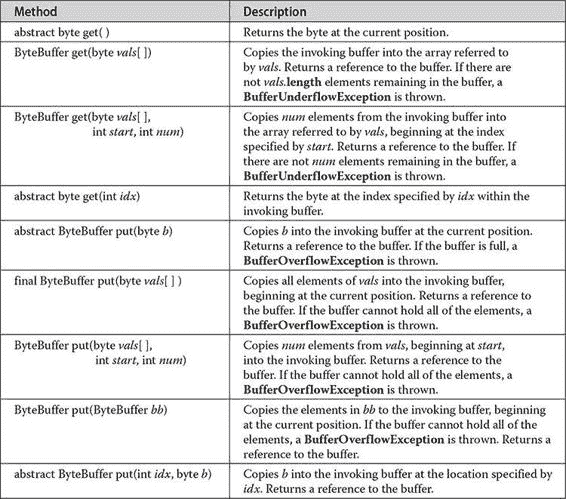 Method Description
abstract byte get( ) Returns the byte at the current position.
ByteBuffer get(byte vals[ ]) Copies the invoking buffer into the array referred to
by vals. Returns a reference to the buffer. If there are
not vals.length elements remaining in the buffer, a
BufferUnderflowException is thrown.
ByteBuffer get(byte vals[ ], Copies num elements from the invoking buffer into
int start, int num) the array referred to by vals, beginning at the index
specified by start. Returns a reference to the buffer. If
there are not num elements remaining in the buffer, a
BufferUnderflowException is thrown.
abstract byte get(int idx) Returns the byte at the index specified by idx within the
invoking buffer.
abstract ByteBuffer put(byte b) Copies b into the invoking buffer at the current position.
Returns a reference to the buffer. If the buffer is full, a
BufferOverflowException is thrown.
final ByteBuffer put(byte vals[ ] ) Copies all elements of vals into the invoking buffer,
beginning at the current position. Returns a reference to
the buffer. If the buffer cannot hold all of the elements, a
BufferOverflowException is thrown.
ByteBuffer put(byte vals[ ], Copies num elements from vals, beginning at start,
int start, int num) into the invoking buffer. Returns a reference to the
buffer. If the buffer cannot hold all of the elements, a
BufferOverflowException is thrown.
ByteBuffer put(ByteBuffer bb) Copies the elements in bb to the invoking buffer, beginning
at the current position. If the buffer cannot hold all of the
elements, a BufferOverflowException is thrown. Returns a
reference to the buffer.
abstract ByteBuffer put(int idx, byte b) Copies b into the invoking buffer at the location specified by
idx. Returns a reference to the buffer.